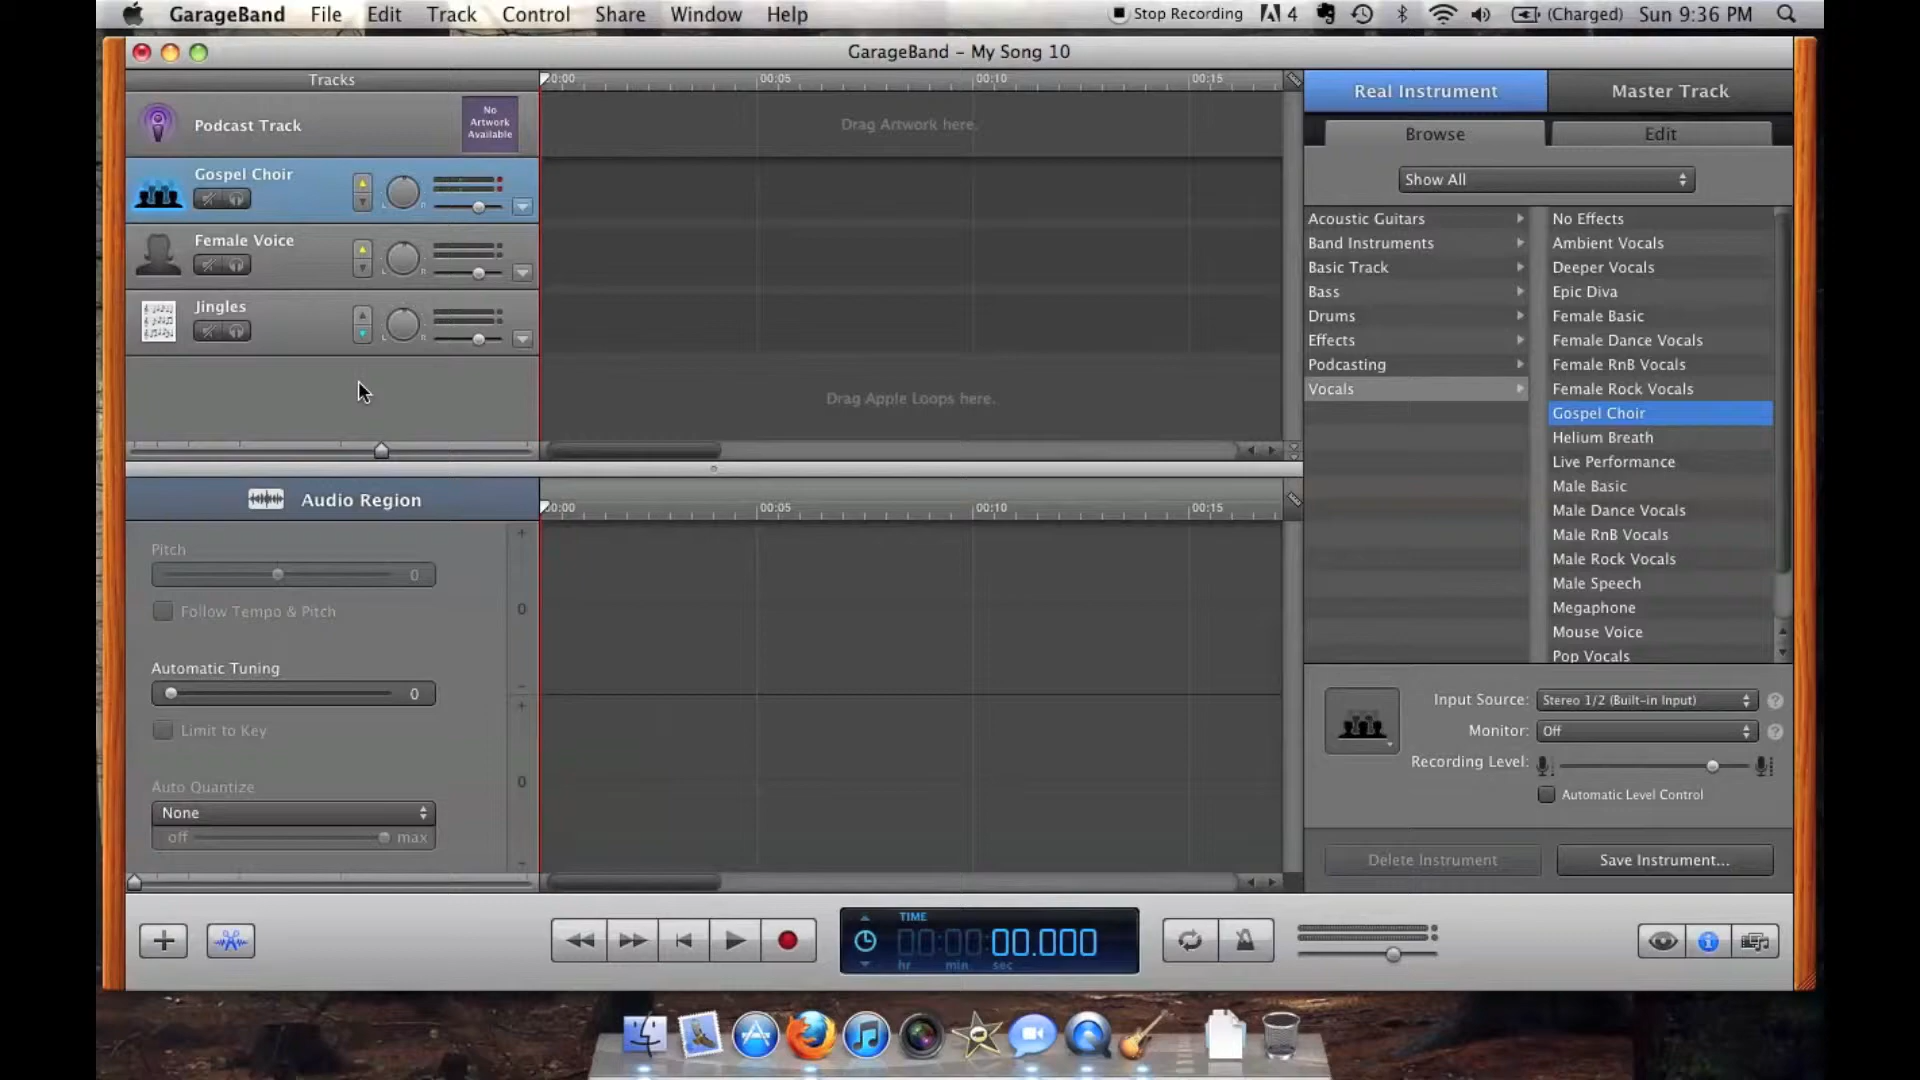 GarageBand File Edit Track Control Share Window Help Stop Recording 4 (Charged) Sun 9:36 PM
GarageBand – My Song 10
Tracks
00:00 00:05 00:10 00:15
Podcast Track
No
Artwork
Available
Drag Artwork here.
Gospel Choir
L R
Female Voice
L R
Jingles
L R
Drag Apple Loops here.
Audio Region
00:00 00:05 00:10 00:15
Pitch
0
Follow Tempo & Pitch
Automatic Tuning
0
Limit to Key
Auto Quantize
None
off max
+
0
-
+
0
-
TIME
00:00:00.000
hr min sec
Real Instrument Master Track
Browse Edit
Show All
Acoustic Guitars
Band Instruments
Basic Track
Bass
Drums
Effects
Podcasting
Vocals
No Effects
Ambient Vocals
Deeper Vocals
Epic Diva
Female Basic
Female Dance Vocals
Female RnB Vocals
Female Rock Vocals
Gospel Choir
Helium Breath
Live Performance
Male Basic
Male Dance Vocals
Male RnB Vocals
Male Rock Vocals
Male Speech
Megaphone
Mouse Voice
Pop Vocals
Input Source: Stereo 1/2 (Built-in Input) ?
Monitor: Off ?
Recording Level:
Automatic Level Control
Delete Instrument Save Instrument...